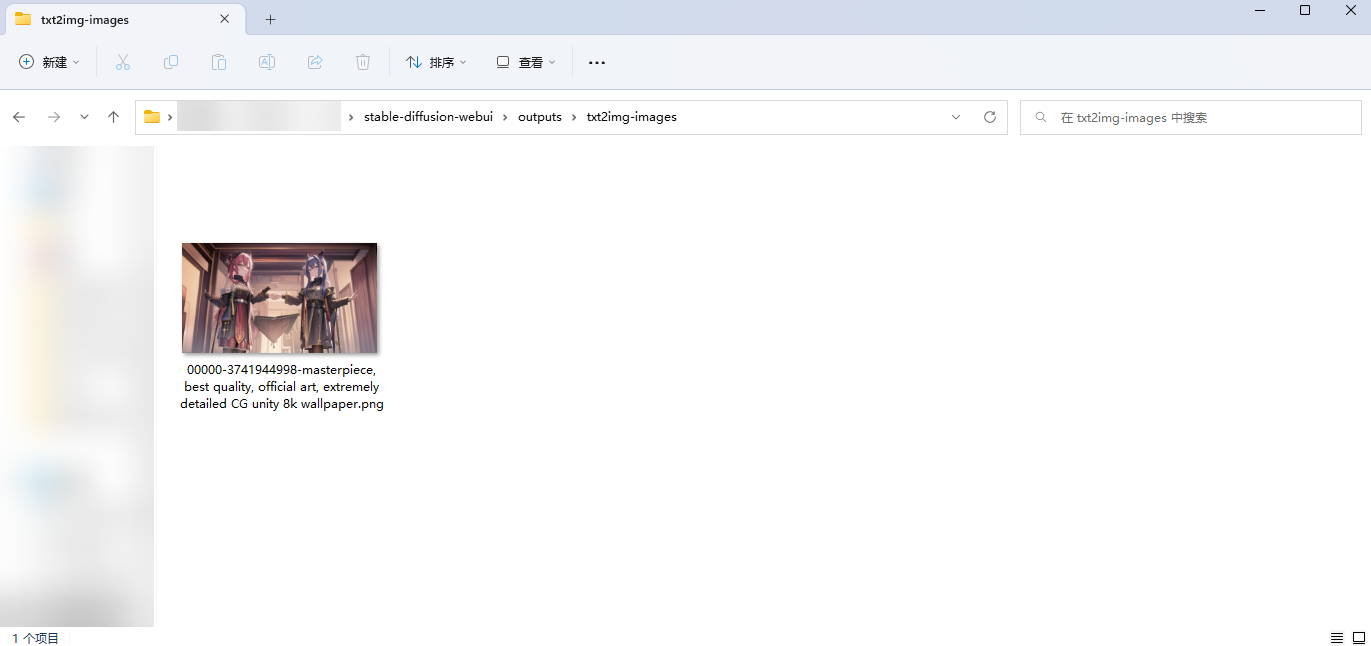 txt2img-images
新建
排序
查看
stable-diffusion-webui
outputs
txt2img-images
在 txt2img-images 中搜索
00000-3741944998-masterpiece,
best quality, official art, extremely
detailed CG unity 8k wallpaper.png
1 个项目